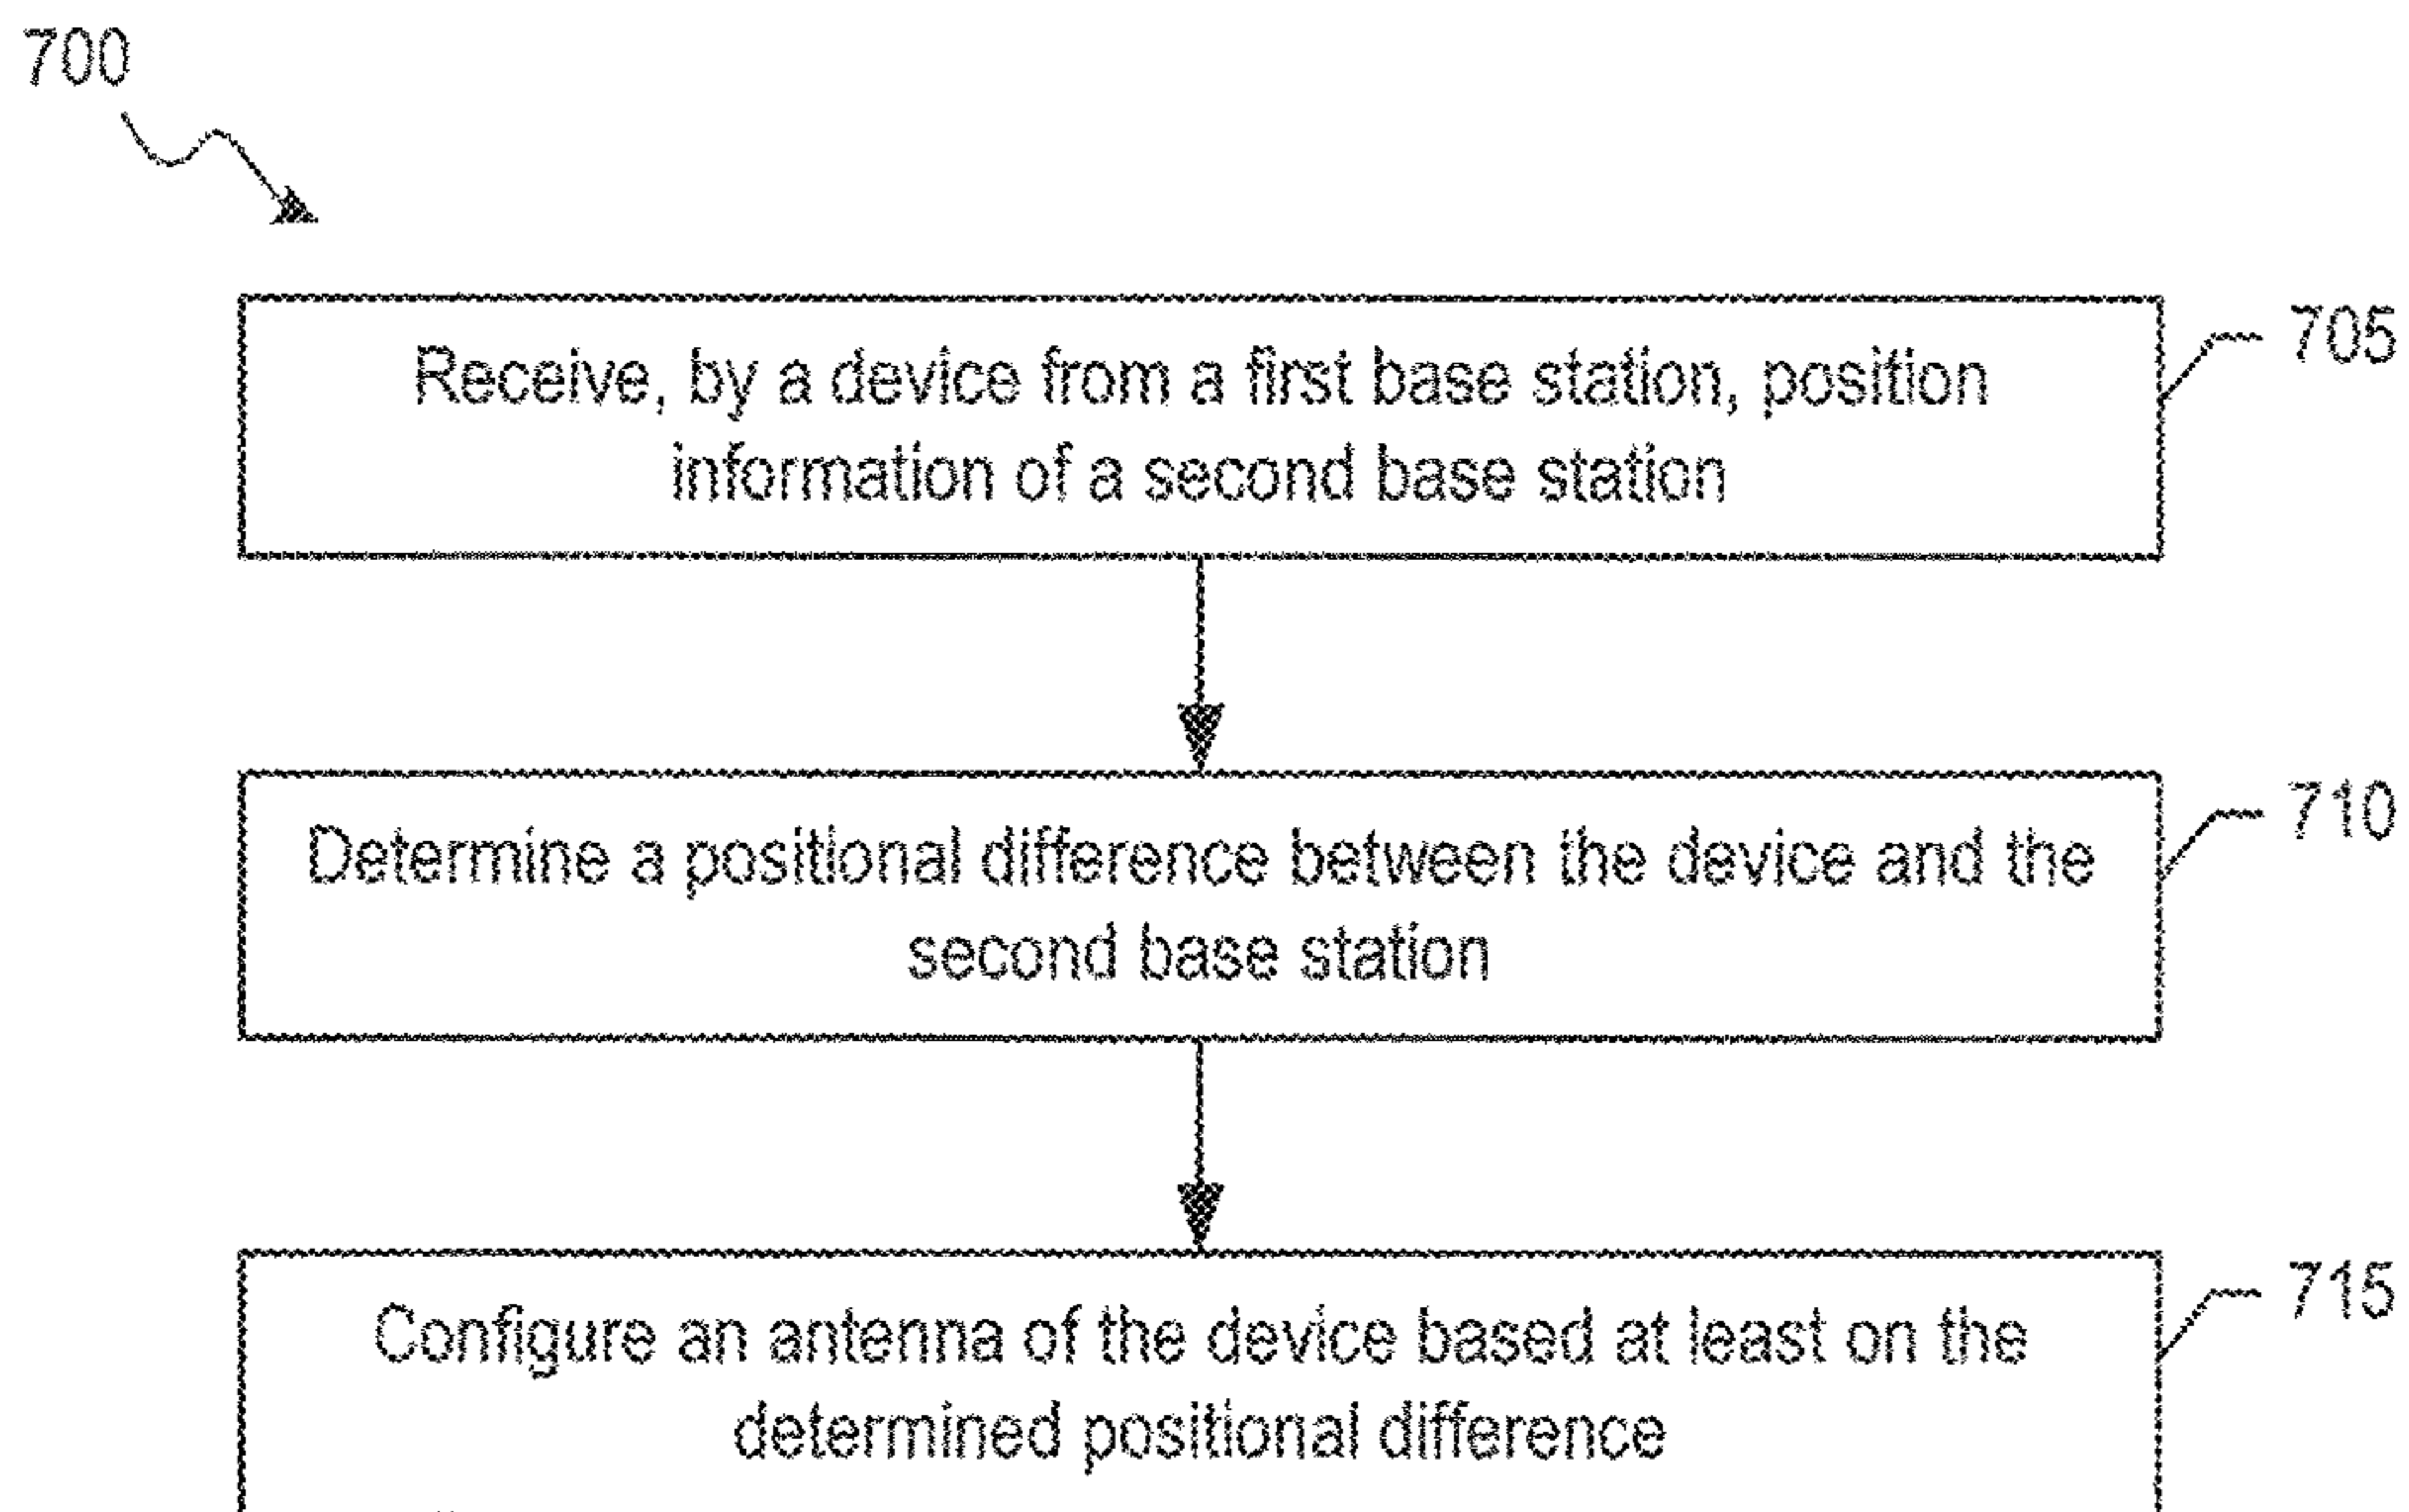 700
Receive, by a device from a first base station, position
information of a second base station
705
Determine a positional difference between the device and the
second base station
710
Configure an antenna of the device based at least on the
determined positional difference
715